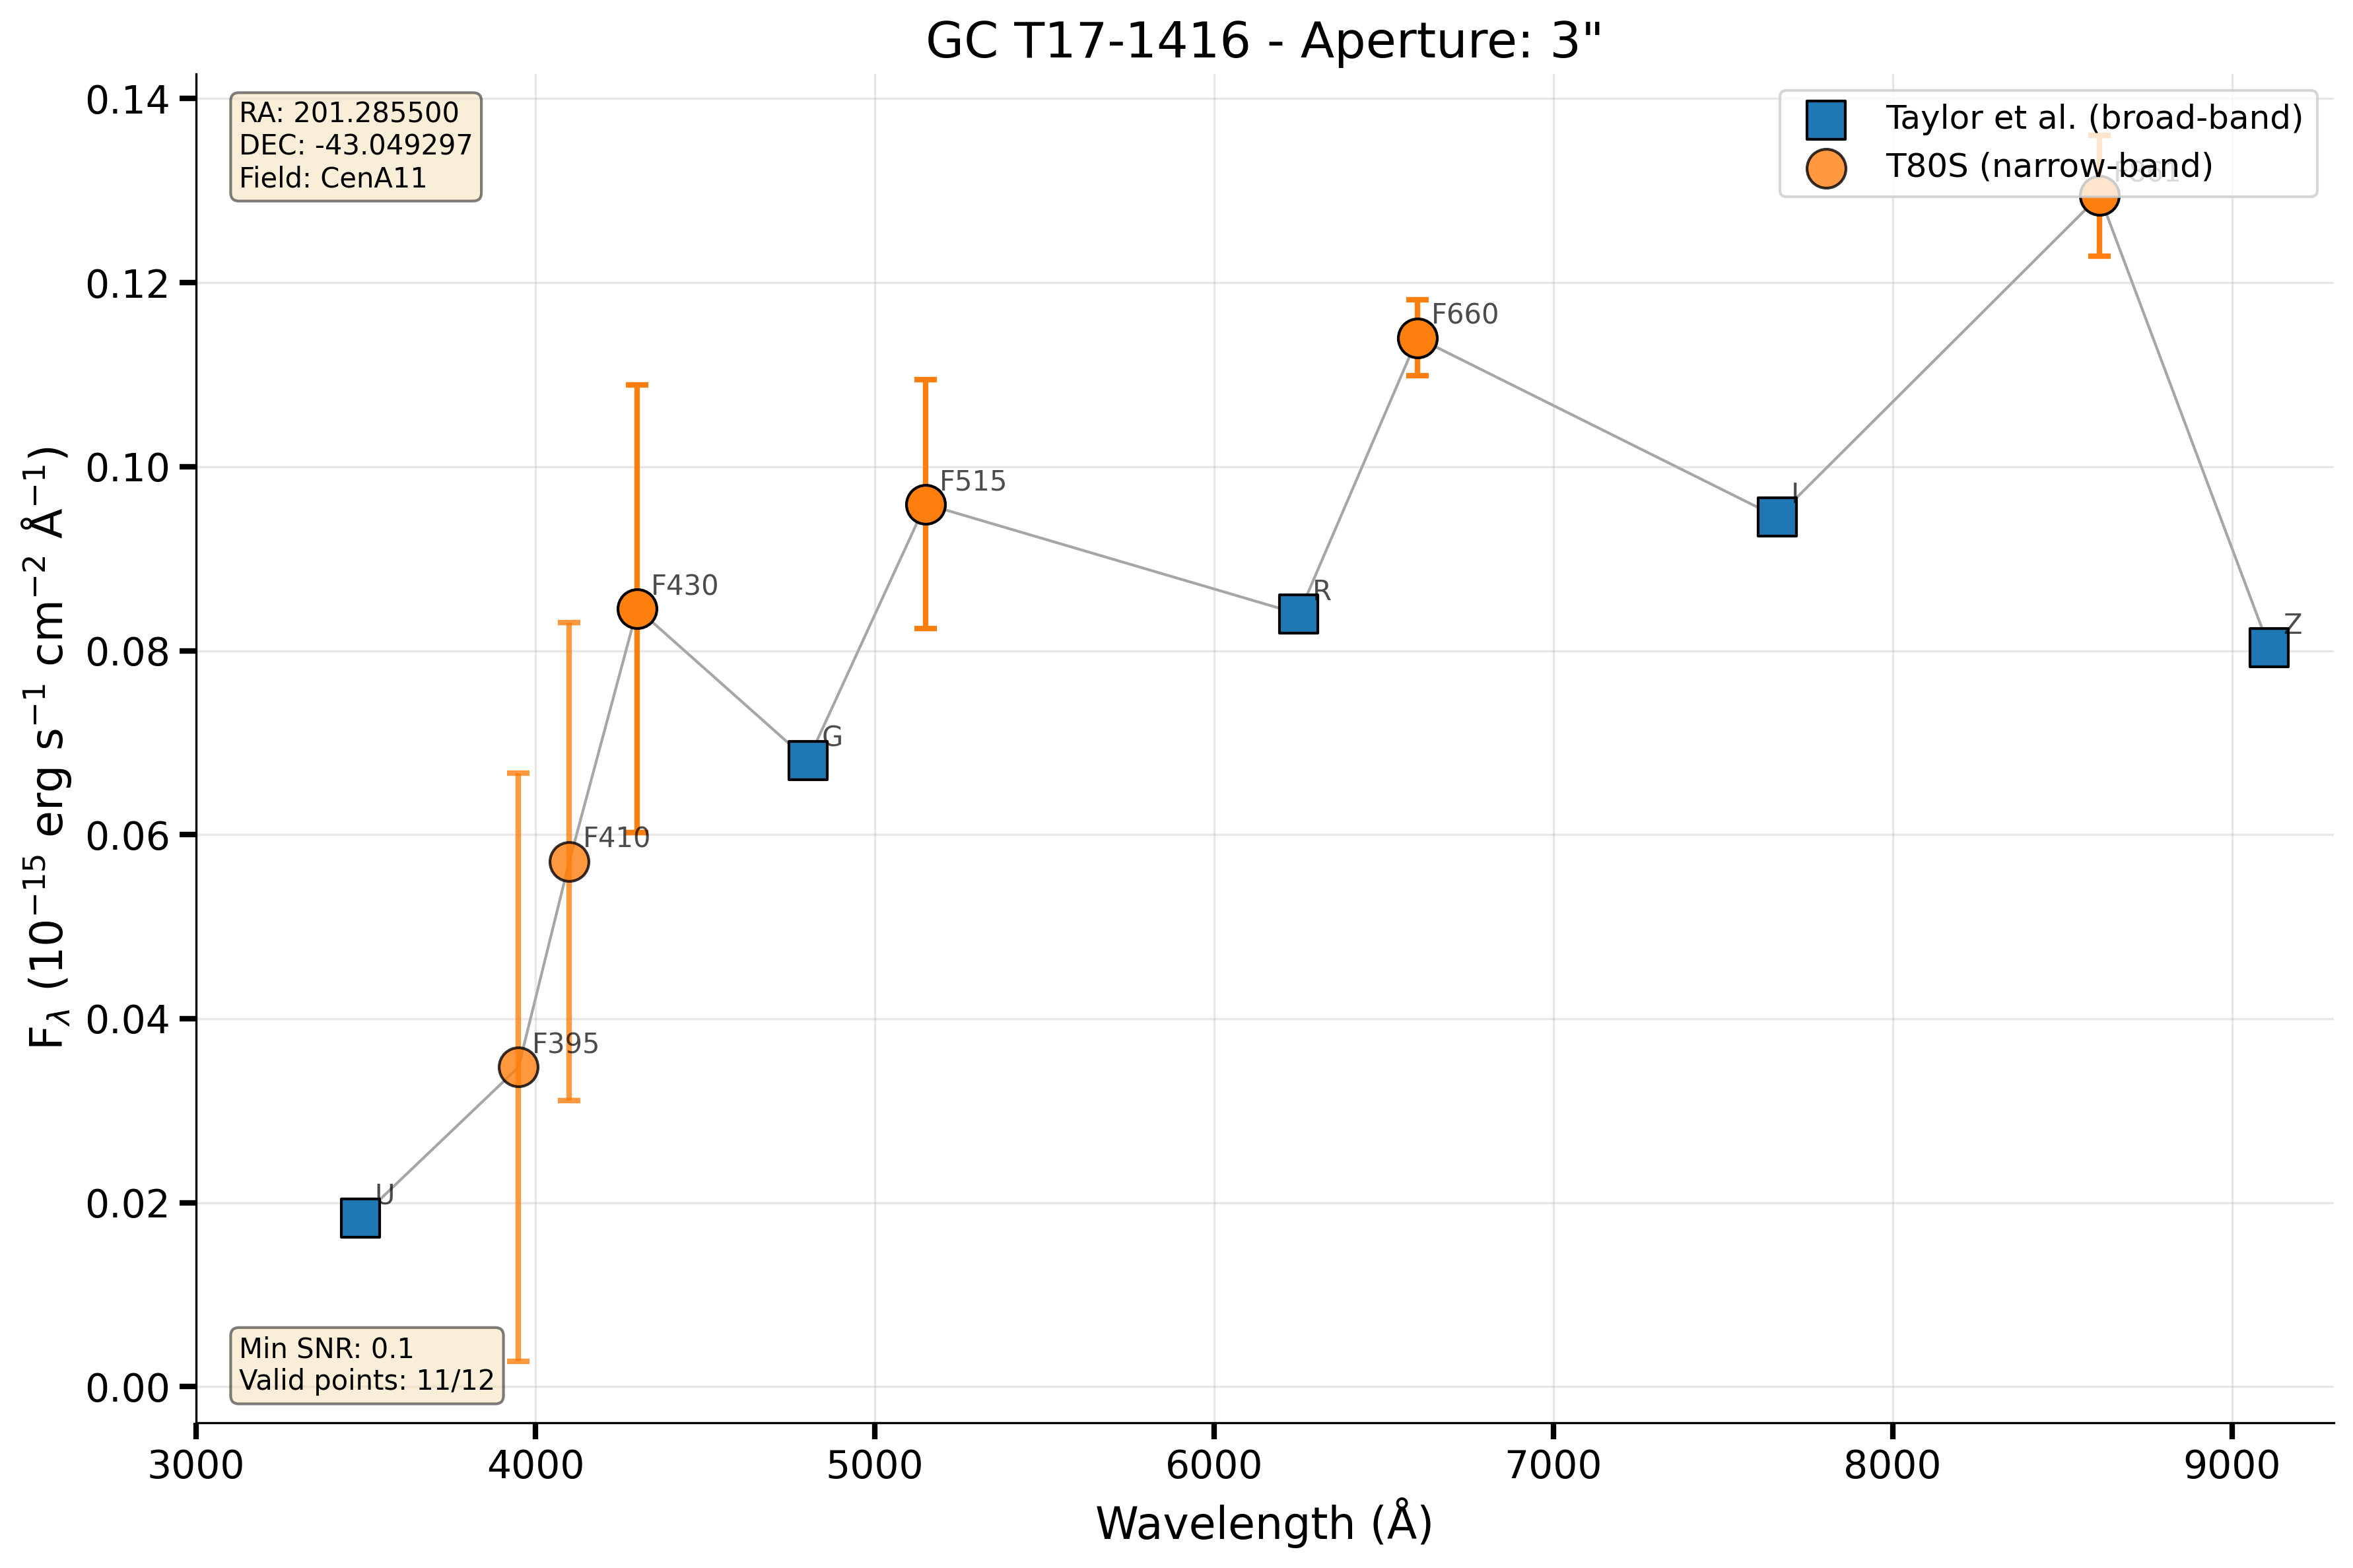 GC T17-1416 - Aperture: 3"
RA: 201.285500
DEC: -43.049297
Field: CenA11
Taylor et al. (broad-band)
T80S (narrow-band)
0.14
0.12
0.10
0.08
0.06
0.04
0.02
0.00
F660
F515
F430
F410
F395
U
G
R
I
Z
Fλ (10⁻¹⁵ erg s⁻¹ cm⁻² Å⁻¹)
Min SNR: 0.1
Valid points: 11/12
3000 4000 5000 6000 7000 8000 9000
Wavelength (Å)